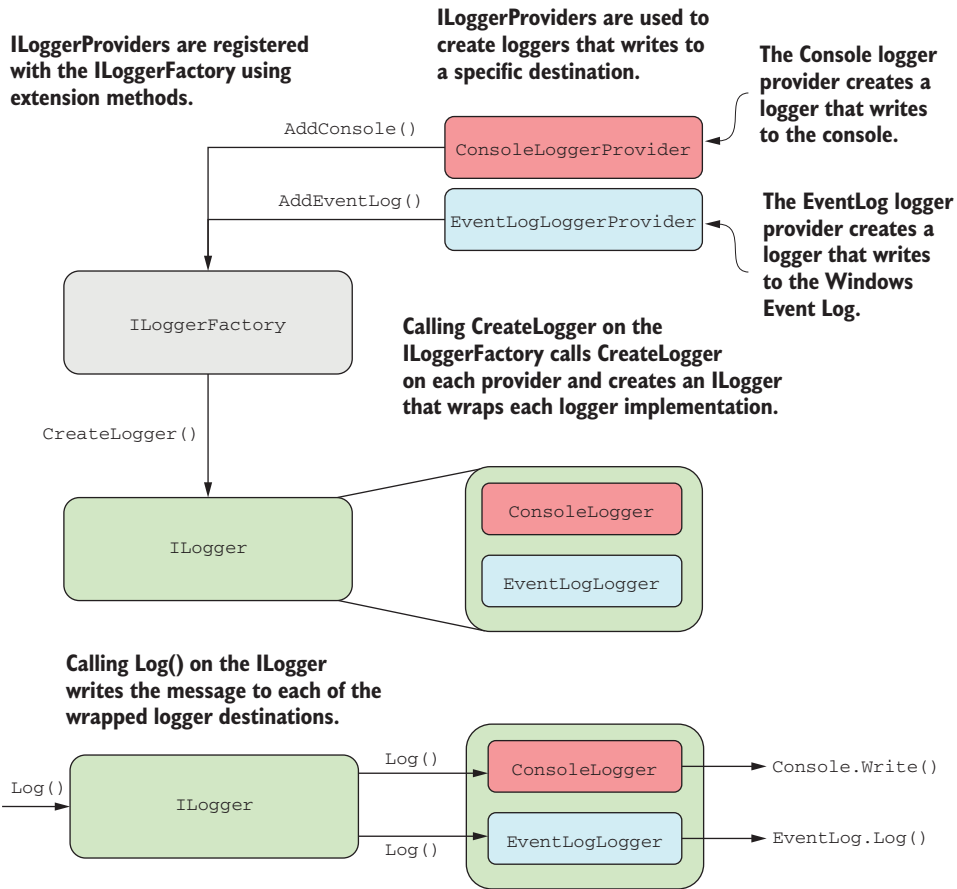 ILoggerProviders are registered
with the ILoggerFactory using
extension methods.
ILoggerProviders are used to
create loggers that writes to
a specific destination.
The Console logger
provider creates a
logger that writes
to the console.
AddConsole()
ConsoleLoggerProvider
AddEventLog()
EventLogLoggerProvider
The EventLog logger
provider creates a
logger that writes
to the Windows
Event Log.
ILoggerFactory
Calling CreateLogger on the
ILoggerFactory calls CreateLogger
on each provider and creates an ILogger
that wraps each logger implementation.
CreateLogger()
ILogger
ConsoleLogger
EventLogLogger
Calling Log() on the ILogger
writes the message to each of the
wrapped logger destinations.
Log()
ILogger
Log()
ConsoleLogger
Console.Write()
Log()
EventLogLogger
EventLog.Log()